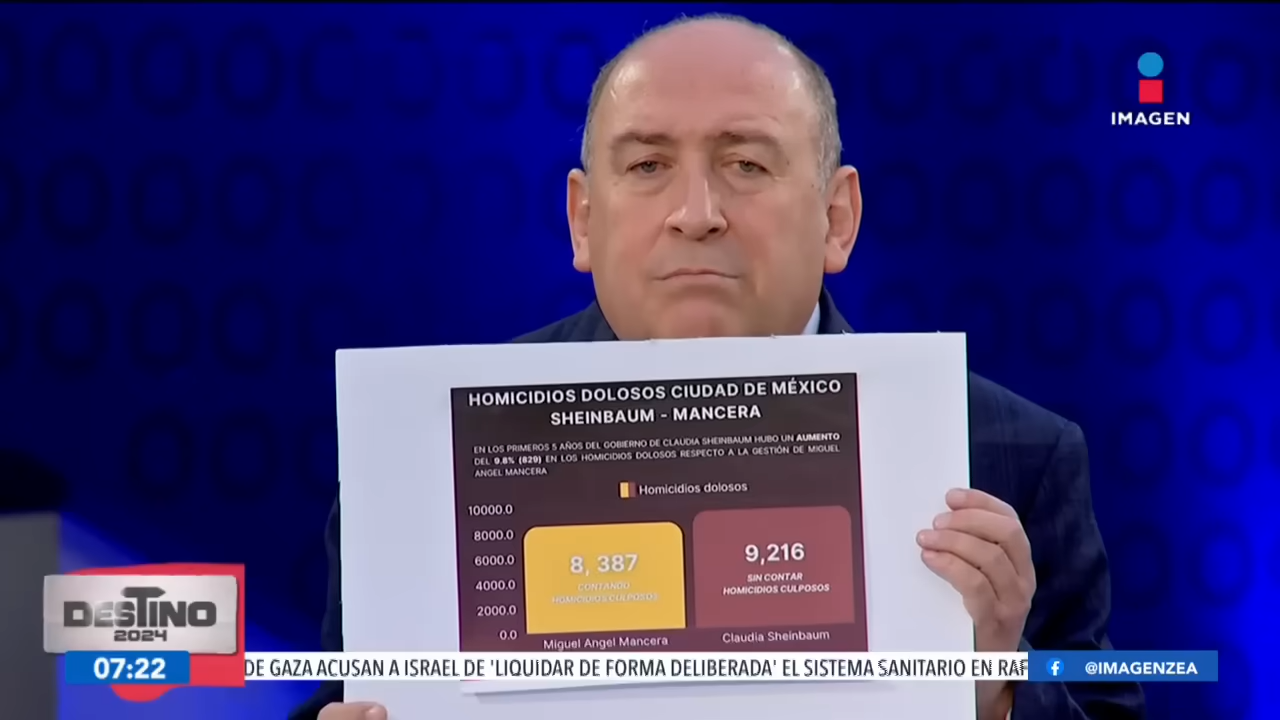 IMAGEN
HOMICIDIOS DOLOSOS CIUDAD DE MÉXICO
SHEINBAUM - MANCERA
EN LOS PRIMEROS 5 AÑOS DEL GOBIERNO DE CLAUDIA SHEINBAUM HUBO UN AUMENTO
DEL 9.8% (829) EN LOS HOMICIDIOS DOLOSOS RESPECTO A LA GESTIÓN DE MIGUEL
ANGEL MANCERA
Homicidios dolosos
10000.0
8000.0
6000.0
4000.0
2000.0
0.0
8, 387
CONTANDO
HOMICIDIOS CULPOSOS
9,216
SIN CONTAR
HOMICIDIOS CULPOSOS
Miguel Angel Mancera
Claudia Sheinbaum
DESTINO
2024
07:22
DE GAZA ACUSAN A ISRAEL DE 'LIQUIDAR DE FORMA DELIBERADA' EL SISTEMA SANITARIO EN RAF
@IMAGENZEA